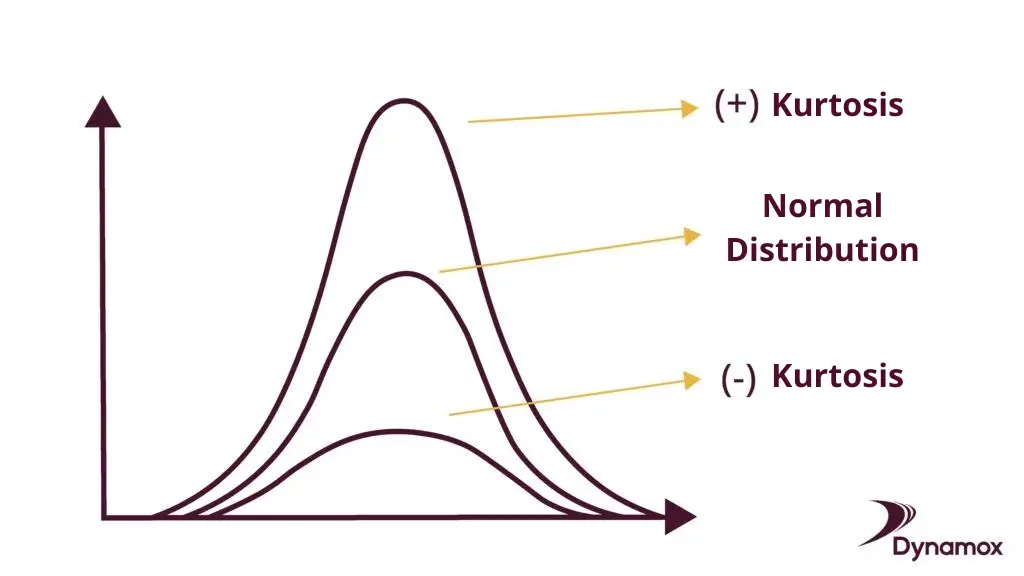 (+) Kurtosis
Normal
Distribution
(-) Kurtosis
Dynamox